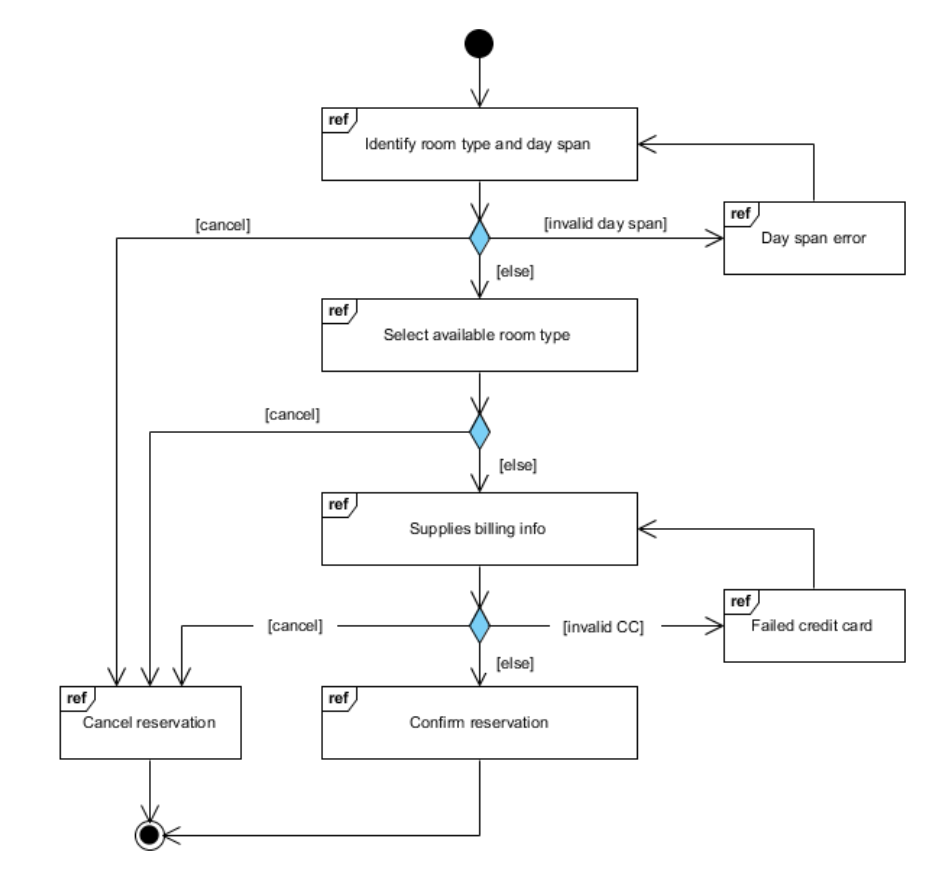 ref
Identify room type and day span
[cancel]
[invalid day span]
ref
Day span error
[else]
ref
Select available room type
[cancel]
[else]
ref
Supplies billing info
[cancel]
[invalid CC]
ref
Failed credit card
[else]
ref
Cancel reservation
ref
Confirm reservation